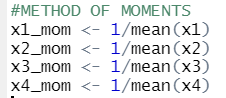 #METHOD OF MOMENTS
x1_mom <- 1/mean(x1)
x2_mom <- 1/mean(x2)
x3_mom <- 1/mean(x3)
x4_mom <- 1/mean(x4)